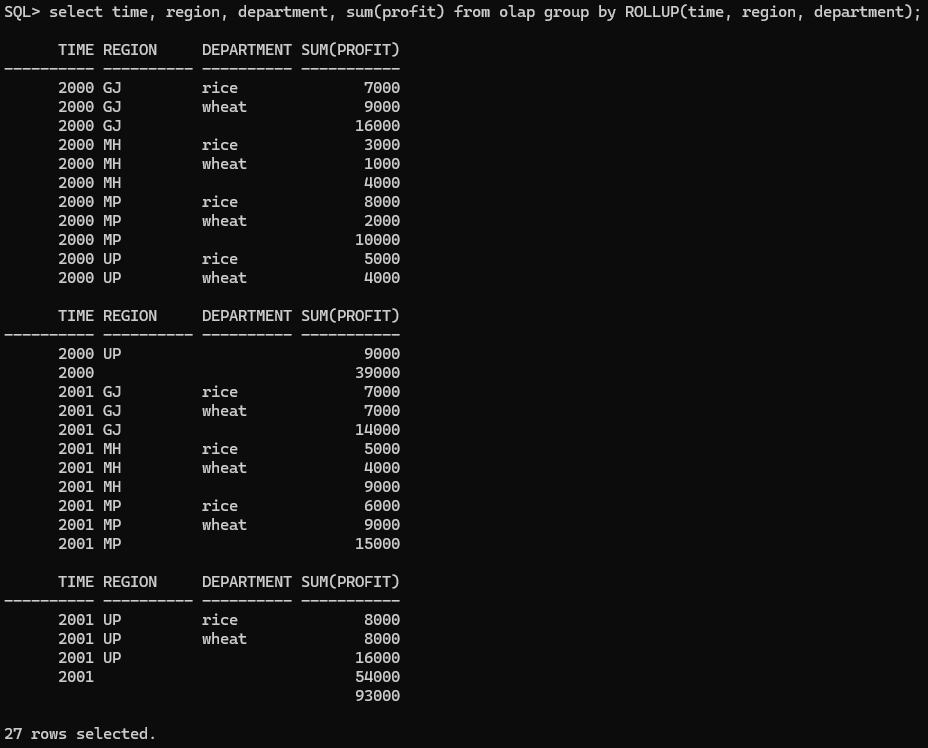 SQL> select time, region, department, sum(profit) from olap group by ROLLUP(time, region, department);

      TIME REGION     DEPARTMENT SUM(PROFIT)
---------- ---------- ---------- -----------
      2000 GJ         rice              7000
      2000 GJ         wheat             9000
      2000 GJ                          16000
      2000 MH         rice              3000
      2000 MH         wheat             1000
      2000 MH                           4000
      2000 MP         rice              8000
      2000 MP         wheat             2000
      2000 MP                          10000
      2000 UP         rice              5000
      2000 UP         wheat             4000

      TIME REGION     DEPARTMENT SUM(PROFIT)
---------- ---------- ---------- -----------
      2000 UP                           9000
      2000                             39000
      2001 GJ         rice              7000
      2001 GJ         wheat             7000
      2001 GJ                          14000
      2001 MH         rice              5000
      2001 MH         wheat             4000
      2001 MH                           9000
      2001 MP         rice              6000
      2001 MP         wheat             9000
      2001 MP                          15000

      TIME REGION     DEPARTMENT SUM(PROFIT)
---------- ---------- ---------- -----------
      2001 UP         rice              8000
      2001 UP         wheat             8000
      2001 UP                          16000
      2001                             54000
                                       93000

27 rows selected.